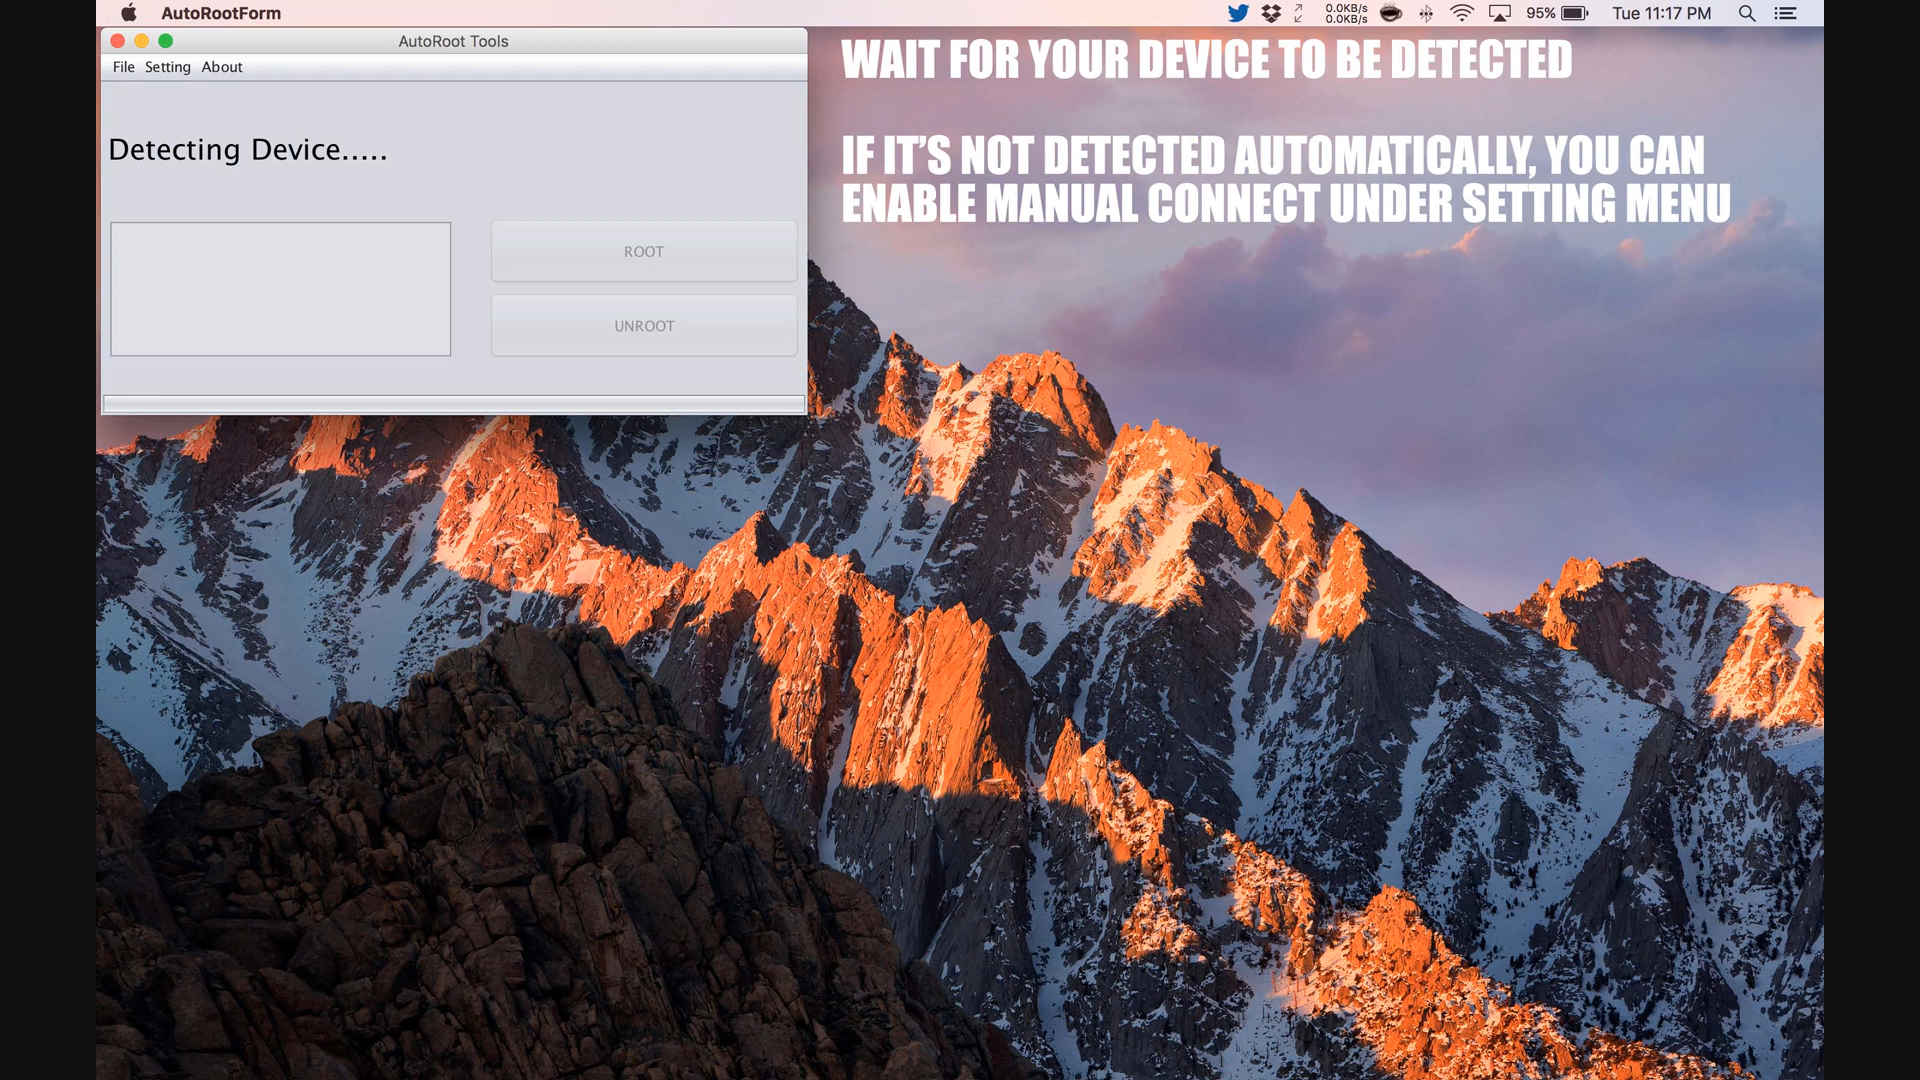 AutoRootForm
0.0KB/s
0.0KB/s
95%
Tue 11:17 PM
AutoRoot Tools
File Setting About
Detecting Device.....
ROOT
UNROOT
WAIT FOR YOUR DEVICE TO BE DETECTED
IF IT'S NOT DETECTED AUTOMATICALLY, YOU CAN
ENABLE MANUAL CONNECT UNDER SETTING MENU